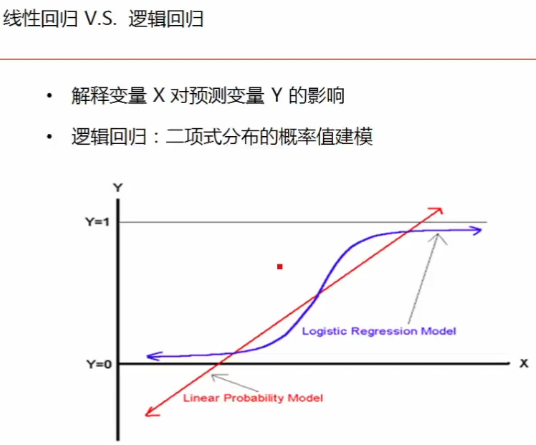 线性回归 V.S. 逻辑回归
• 解释变量 X 对预测变量 Y 的影响
• 逻辑回归：二项式分布的概率值建模
Y
Y=1
Logistic Regression Model
Y=0
X
Linear Probability Model